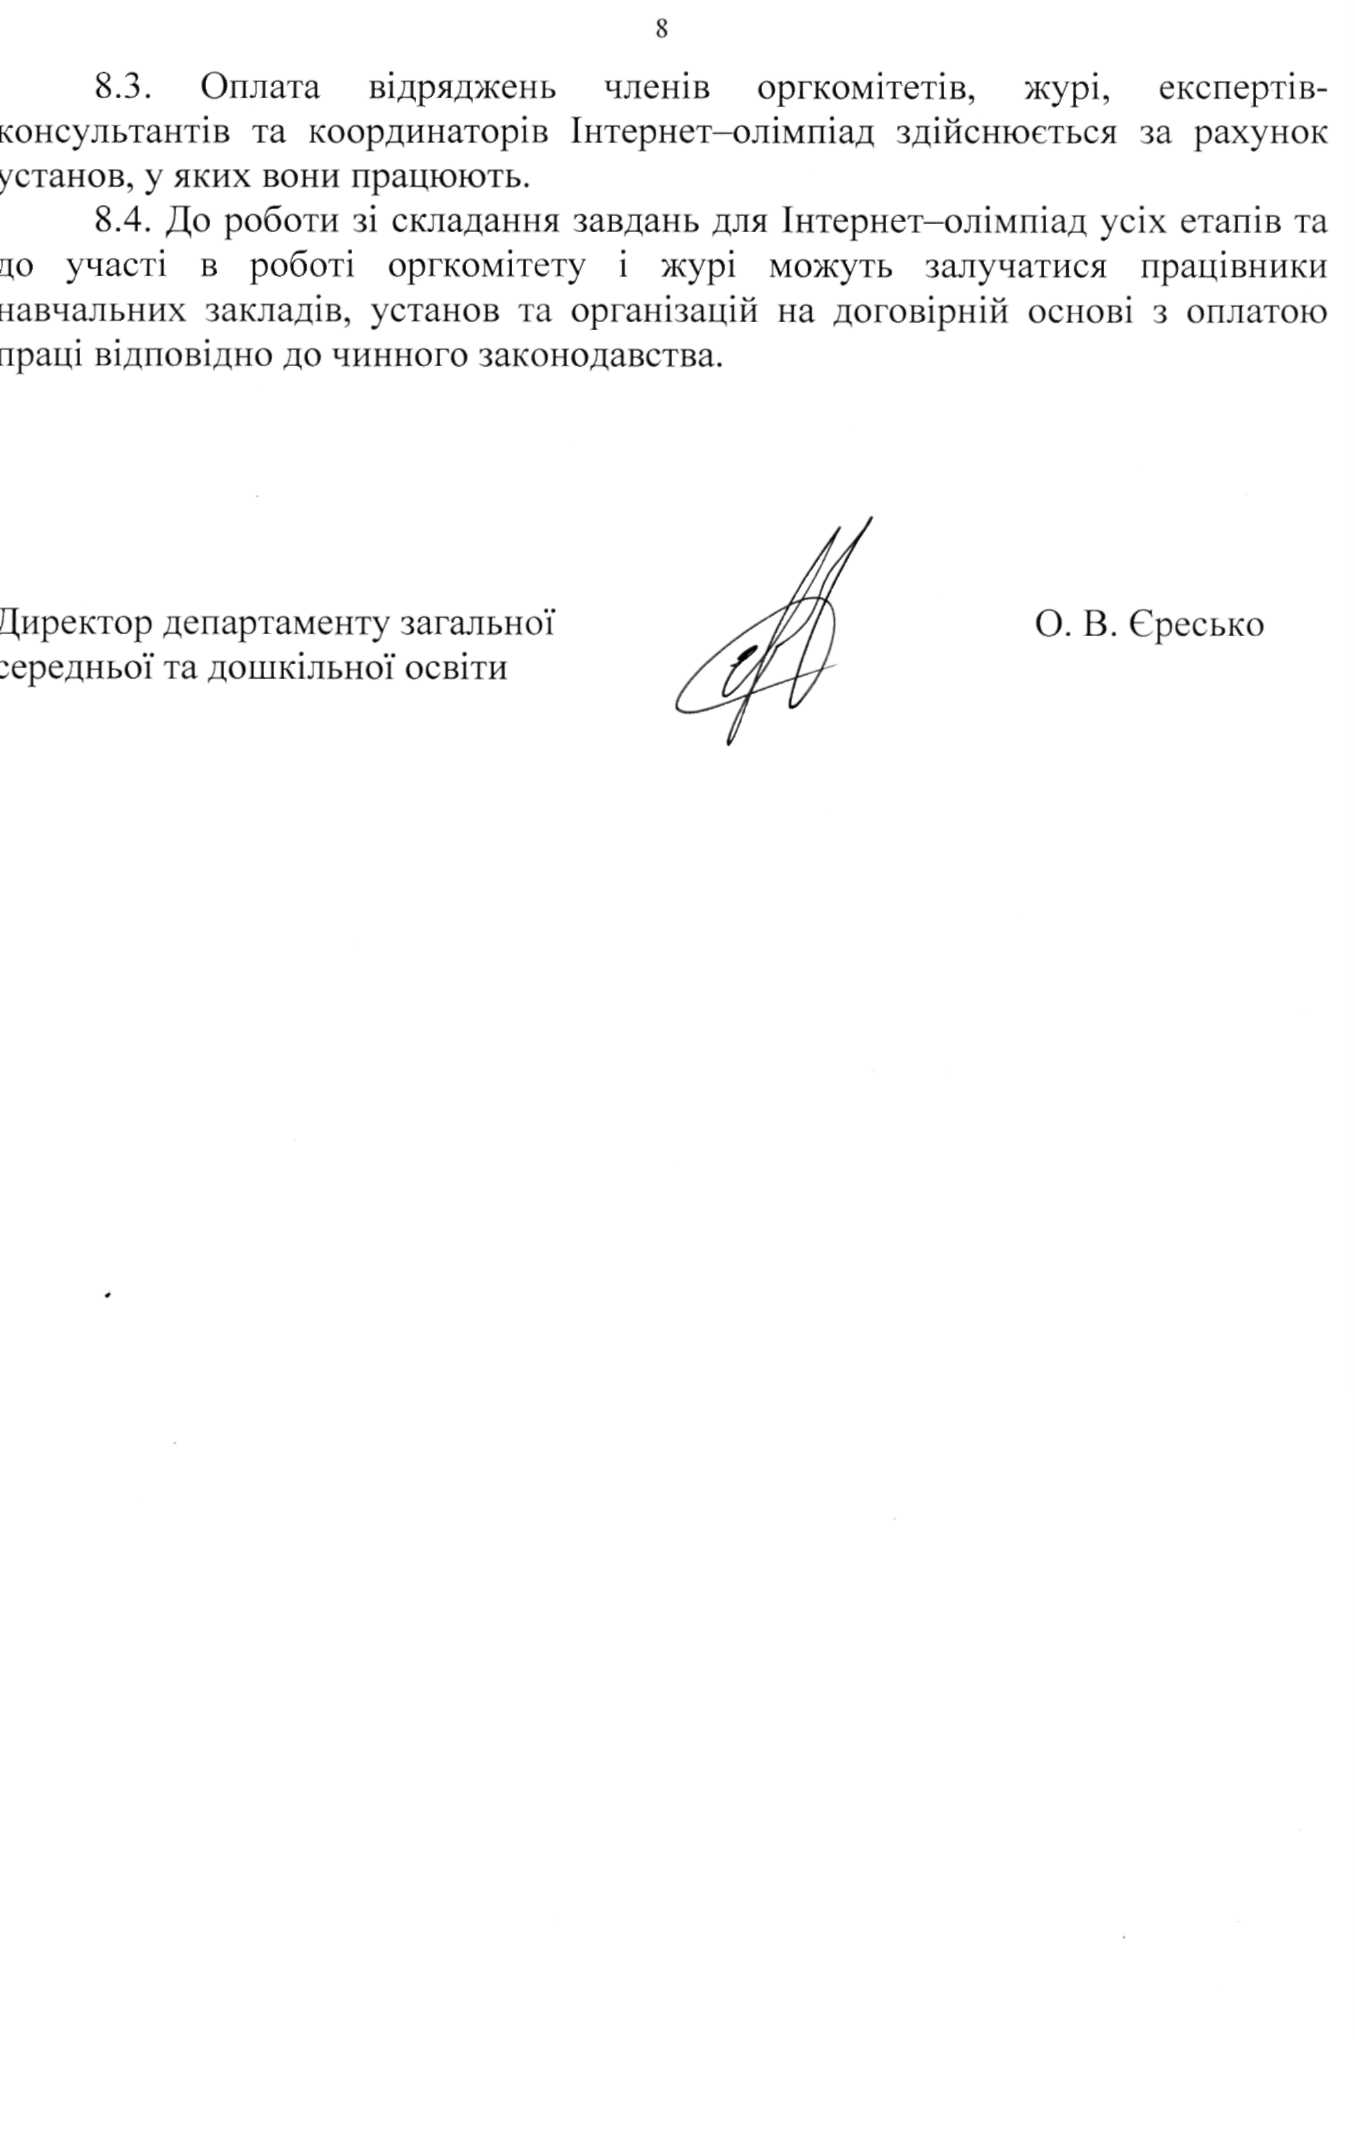 8
8.3. Оплата відряджень членів оргкомітетів, журі, експертів-
консультантів та координаторів Інтернет–олімпіад здійснюється за рахунок
установ, у яких вони працюють.
8.4. До роботи зі складання завдань для Інтернет–олімпіад усіх етапів та
до участі в роботі оргкомітету і журі можуть залучатися працівники
навчальних закладів, установ та організацій на договірній основі з оплатою
праці відповідно до чинного законодавства.
Директор департаменту загальної О. В. Єресько
середньої та дошкільної освіти